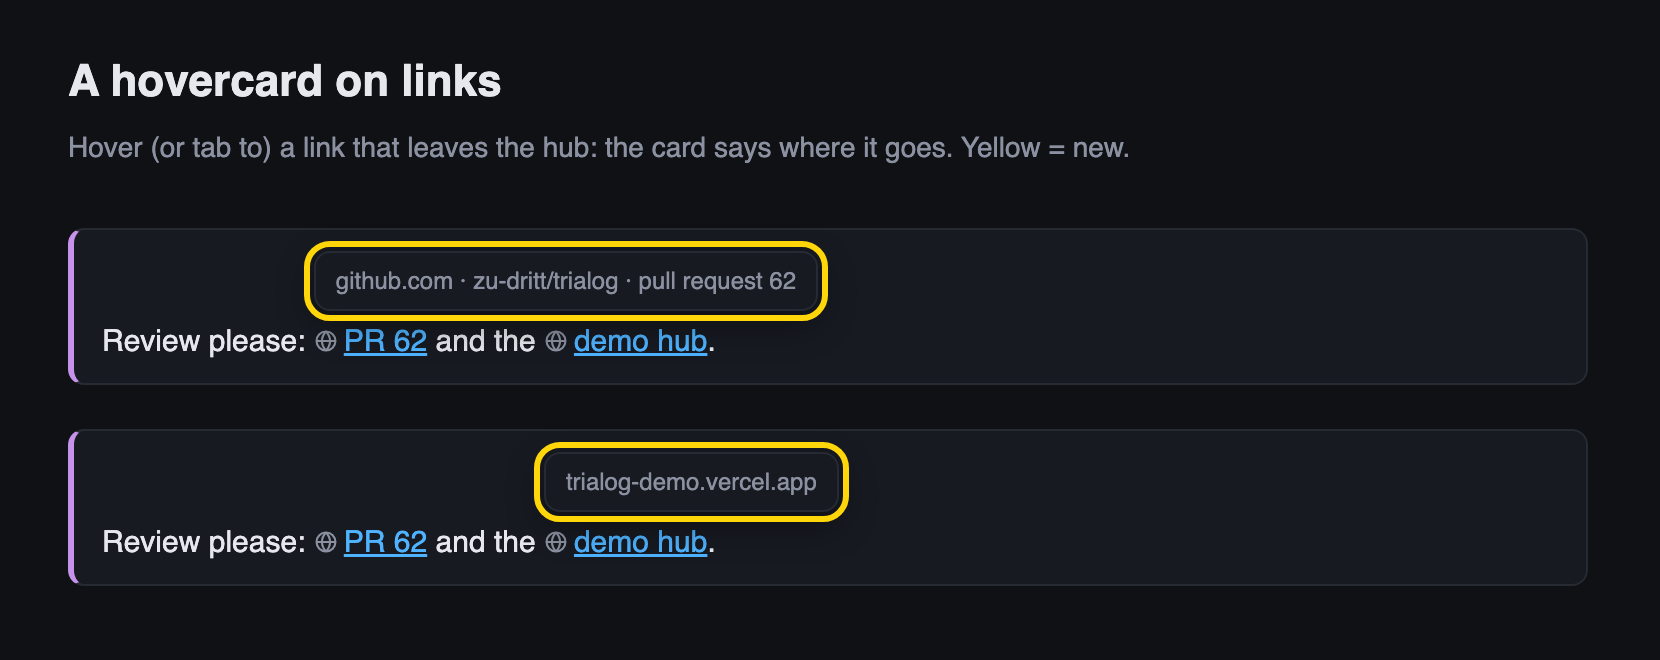 A hovercard on links
Hover (or tab to) a link that leaves the hub: the card says where it goes. Yellow = new.
github.com · zu-dritt/trialog · pull request 62
Review please: PR 62 and the demo hub.
trialog-demo.vercel.app
Review please: PR 62 and the demo hub.